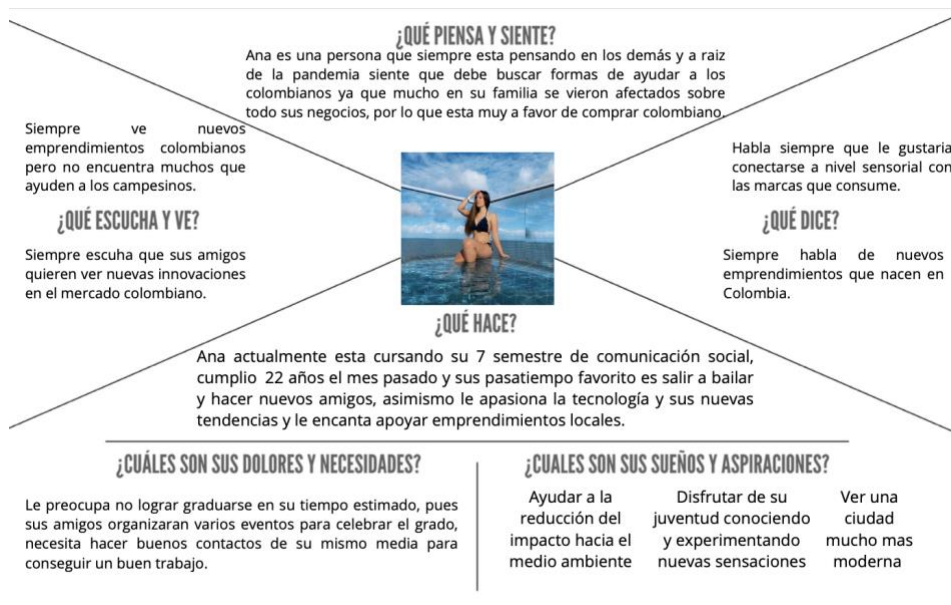 ¿QUÉ PIENSA Y SIENTE?
Ana es una persona que siempre esta pensando en los demás y a raiz
de la pandemia siente que debe buscar formas de ayudar a los
colombianos ya que mucho en su familia se vieron afectados sobre
todo sus negocios, por lo que esta muy a favor de comprar colombiano.
Siempre ve nuevos
emprendimientos colombianos
pero no encuentra muchos que
ayuden a los campesinos.
¿QUÉ ESCUCHA Y VE?
Siempre escuha que sus amigos
quieren ver nuevas innovaciones
en el mercado colombiano.
Habla siempre que le gustaria
conectarse a nivel sensorial con
las marcas que consume.
¿QUÉ DICE?
Siempre habla de nuevos
emprendimientos que nacen en
Colombia.
¿QUÉ HACE?
Ana actualmente esta cursando su 7 semestre de comunicación social,
cumplio 22 años el mes pasado y sus pasatiempo favorito es salir a bailar
y hacer nuevos amigos, asimismo le apasiona la tecnología y sus nuevas
tendencias y le encanta apoyar emprendimientos locales.
¿CUÁLES SON SUS DOLORES Y NECESIDADES?
Le preocupa no lograr graduarse en su tiempo estimado, pues
sus amigos organizaran varios eventos para celebrar el grado,
necesita hacer buenos contactos de su mismo media para
conseguir un buen trabajo.
¿CUALES SON SUS SUEÑOS Y ASPIRACIONES?
Ayudar a la
reducción del
impacto hacia el
medio ambiente
Disfrutar de su
juventud conociendo
y experimentando
nuevas sensaciones
Ver una
ciudad
mucho mas
moderna